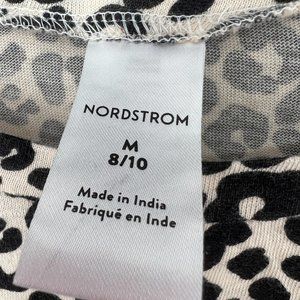 NORDSTROM
M
8/10
Made in India
Fabriqué en Inde